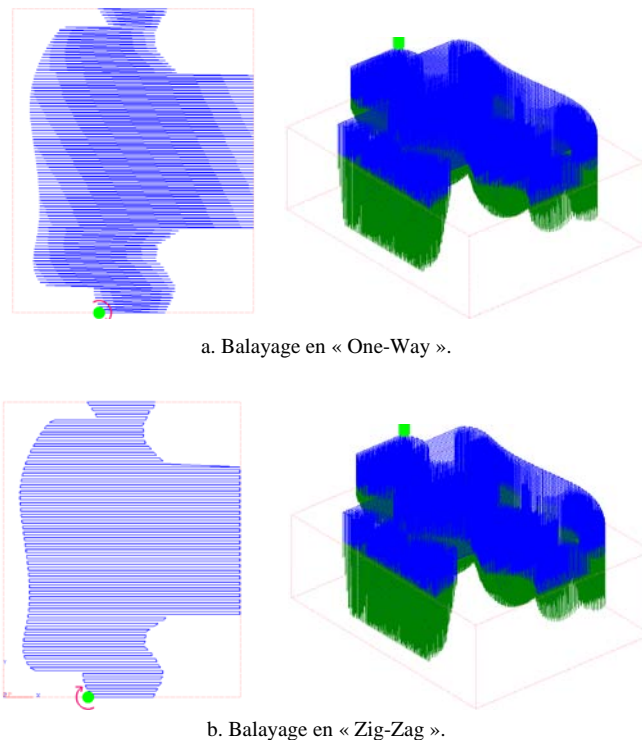 a. Balayage en « One-Way ».
b. Balayage en « Zig-Zag ».